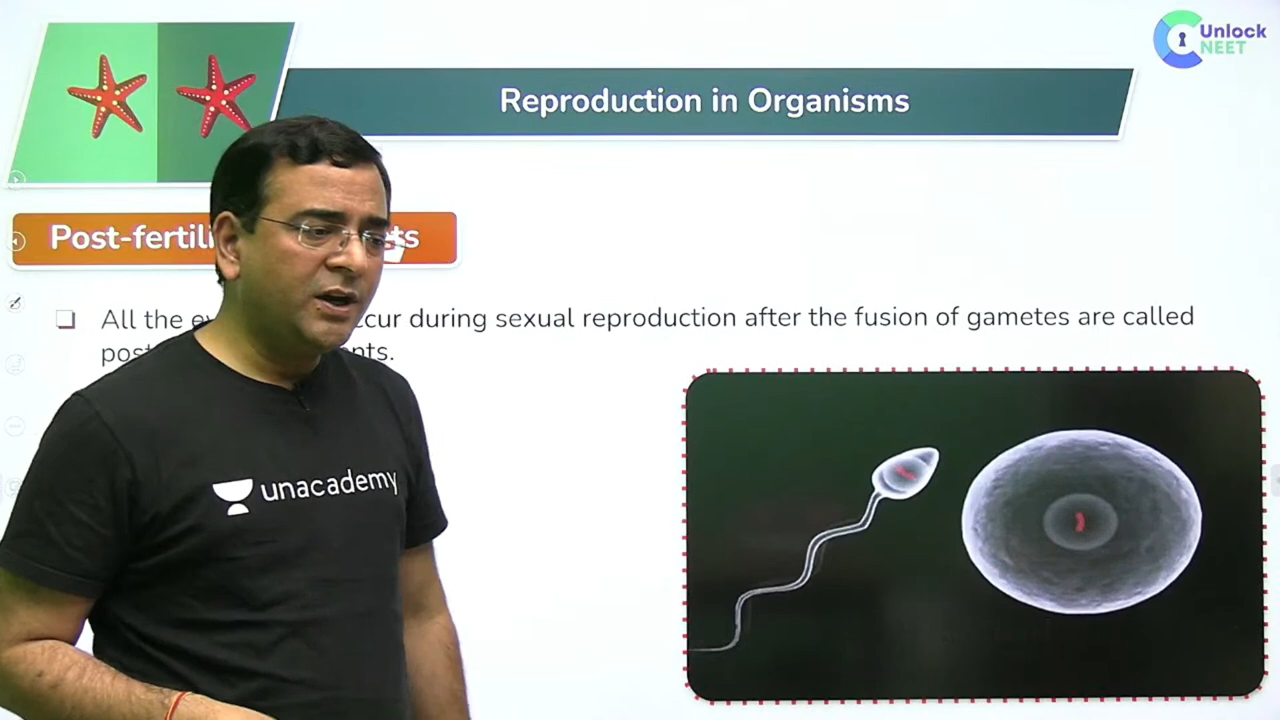 Unlock
NEET
Reproduction in Organisms
Post-fertili ts
All the ev ccur during sexual reproduction after the fusion of gametes are called
post nts.
unacademy